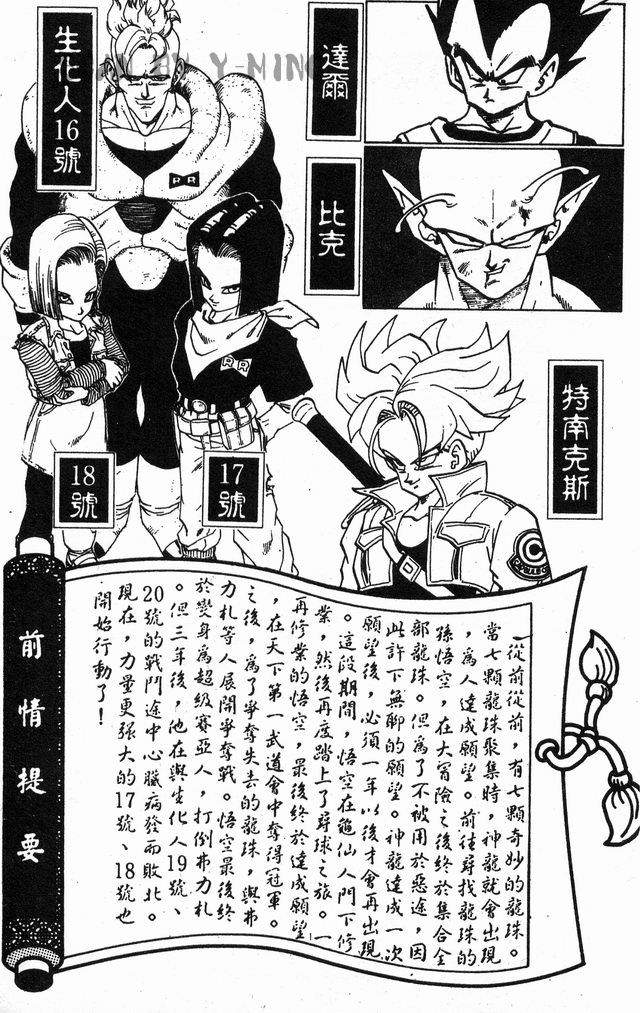 達爾
生化人16號
比克
特南克斯
17號
18號
RR
RR
前情提要
從前從前，有七顆奇妙的龍珠。
當七顆龍珠聚集時，神龍就會出現
，為人達成願望。前往尋找龍珠的
孫悟空，在大冒險之後終於集合全
部龍珠。但為了不被用於惡途，因
此許下無聊的願望。神龍達成一次
願望後，必須一年以後才會再出現
。這段期間，悟空在龜仙人門下修
業，然後再度踏上了尋球之旅。一
再修業的悟空，最後終於達成願望
，在天下第一武道會中奪得冠軍。
之後，為了爭奪失去的龍珠，與弗
力札等人展開爭奪戰。悟空最後終
於變身為超級賽亞人，打倒弗力札
。但三年後，他在與生化人19號、
20號的戰鬥途中心臟病發而敗北。
現在，力量更强大的17號、18號也
開始行動了！